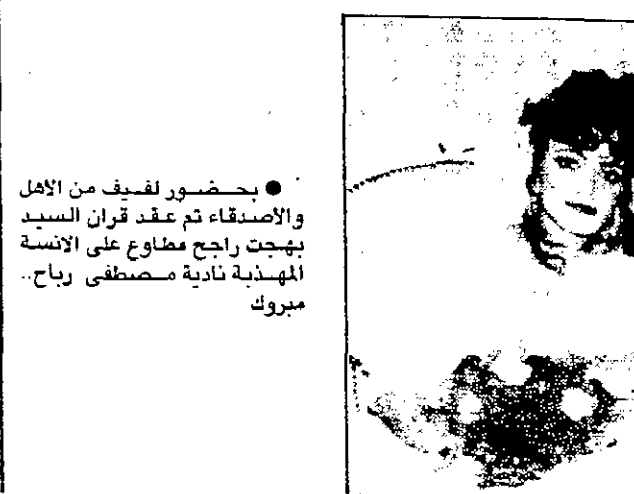 ● بحضور لفيف من الاهل
والاصدقاء تم عقد قران السيد
بهجت راجح مطاوع على الانسة
المهذبة نادية مصطفى رباح..
مبروك